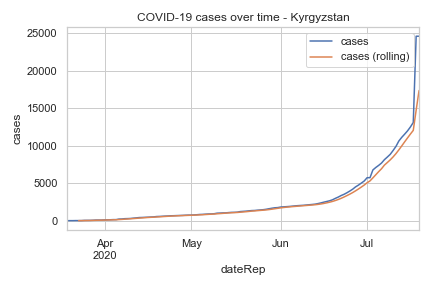 COVID-19 cases over time - Kyrgyzstan
cases
cases (rolling)
25000
20000
15000
10000
5000
0
cases
Apr
2020
May
Jun
Jul
dateRep